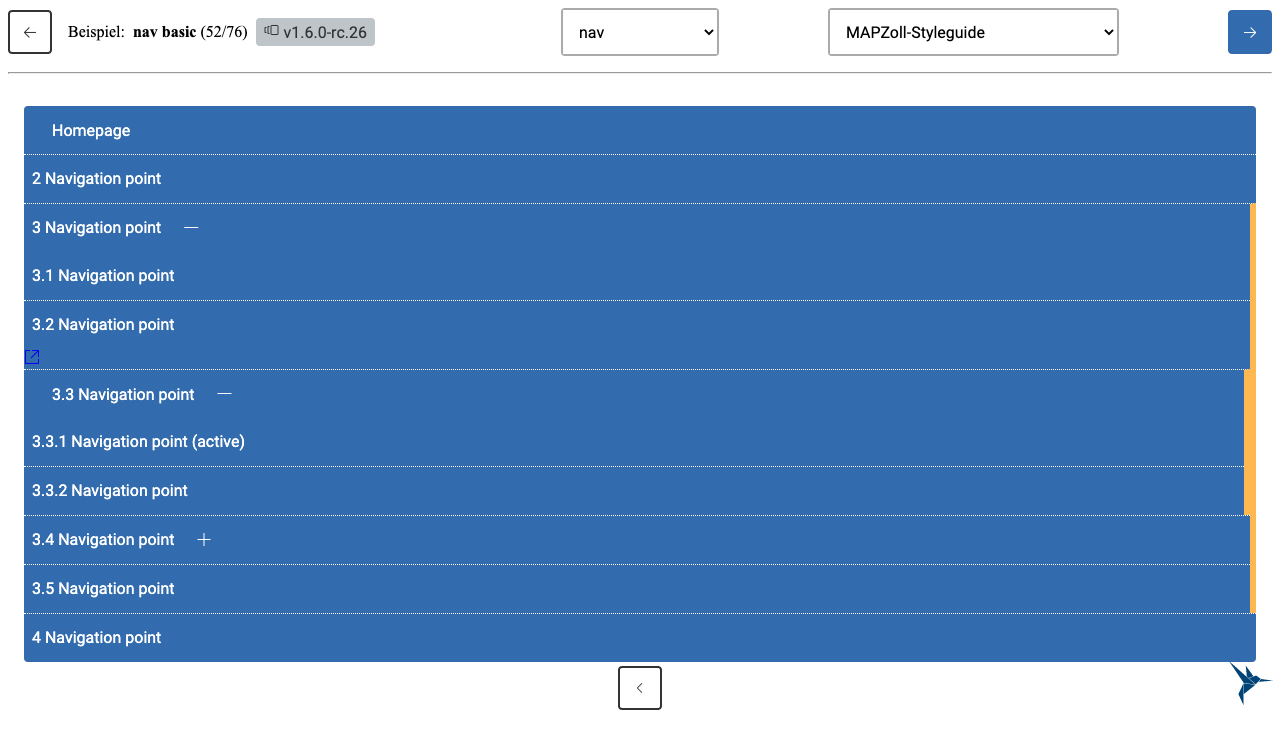 Beispiel: nav basic (52/76) v1.6.0-rc.26 nav MAPZoll-Styleguide
Homepage
2 Navigation point
3 Navigation point
3.1 Navigation point
3.2 Navigation point
3.3 Navigation point
3.3.1 Navigation point (active)
3.3.2 Navigation point
3.4 Navigation point
3.5 Navigation point
4 Navigation point